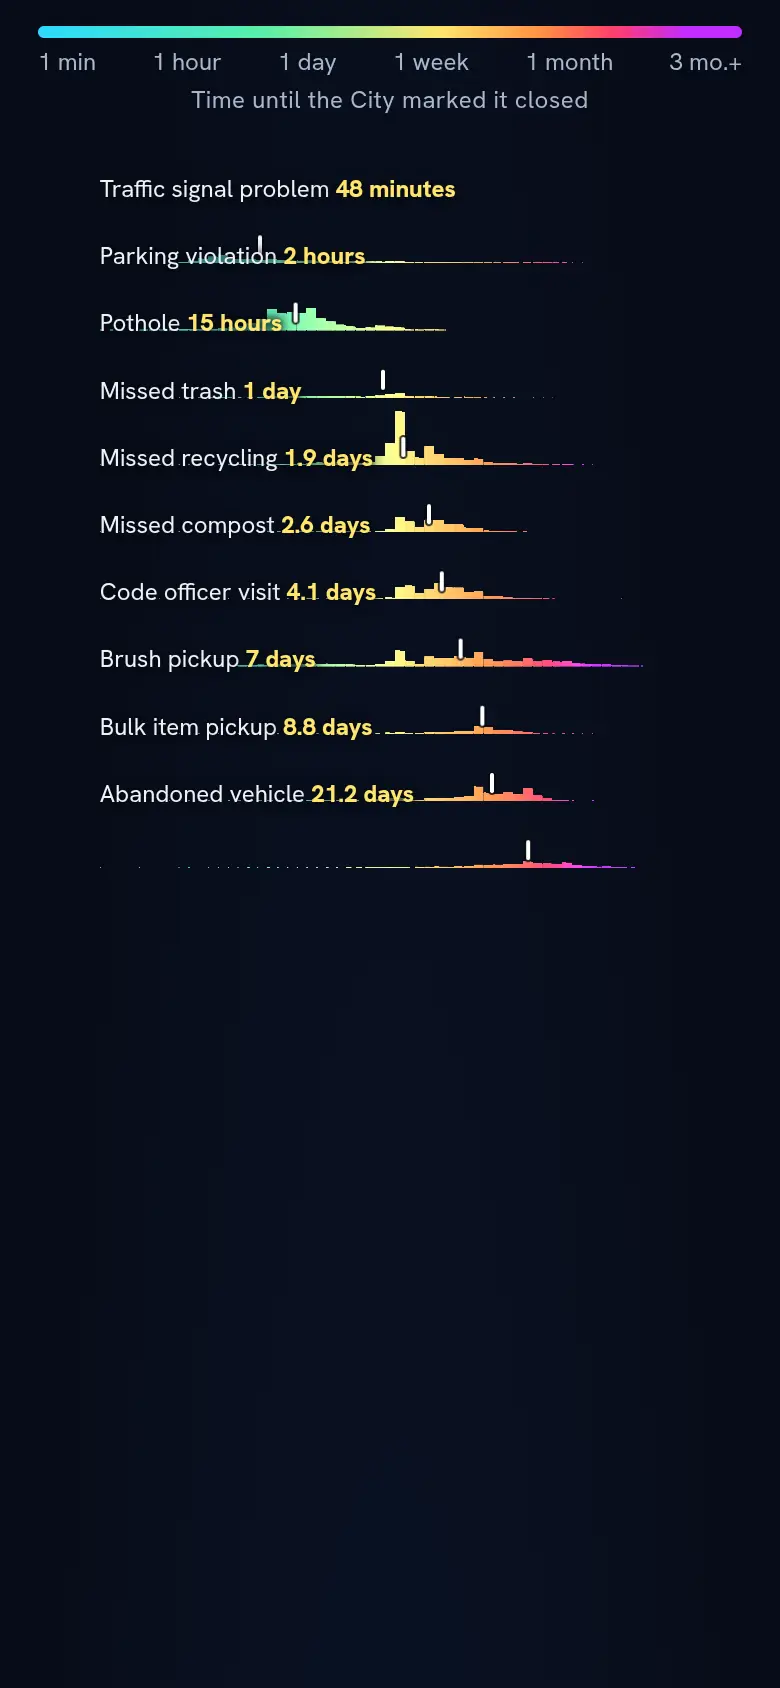 1 min 1 hour 1 day 1 week 1 month 3 mo.+
Time until the City marked it closed
Traffic signal problem 48 minutes
Parking violation 2 hours
Pothole 15 hours
Missed trash 1 day
Missed recycling 1.9 days
Missed compost 2.6 days
Code officer visit 4.1 days
Brush pickup 7 days
Bulk item pickup 8.8 days
Abandoned vehicle 21.2 days